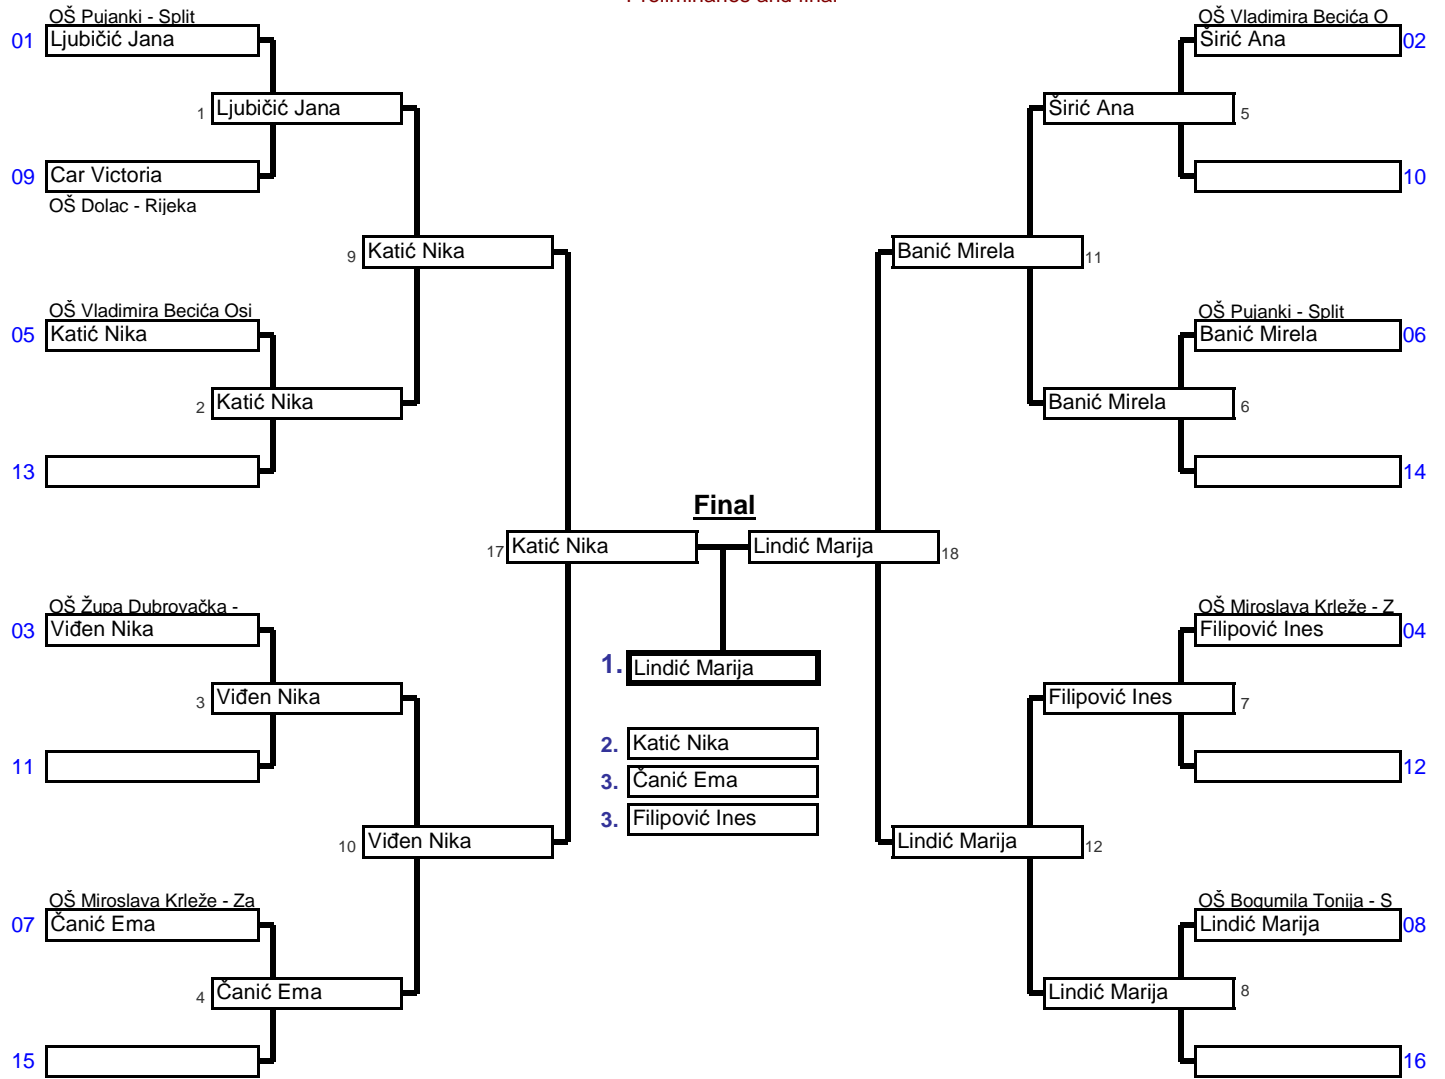 Preliminaries and final
OŠ Pujanki - Split
01 Ljubičić Jana
1 Ljubičić Jana
09 Car Victoria
OŠ Dolac - Rijeka
9 Katić Nika
OŠ Vladimira Becića Osi
05 Katić Nika
2 Katić Nika
13
17 Katić Nika
OŠ Župa Dubrovačka -
03 Viđen Nika
3 Viđen Nika
11
10 Viđen Nika
OŠ Miroslava Krleže - Za
07 Čanić Ema
4 Čanić Ema
15
Final
1. Lindić Marija
2. Katić Nika
3. Čanić Ema
3. Filipović Ines
OŠ Vladimira Becića O
Širić Ana 02
Širić Ana 5
10
Banić Mirela 11
OŠ Pujanki - Split
Banić Mirela 06
Banić Mirela 6
14
Lindić Marija 18
OŠ Miroslava Krleže - Z
Filipović Ines 04
Filipović Ines 7
12
Lindić Marija 12
OŠ Bogumila Tonija - S
Lindić Marija 08
Lindić Marija 8
16